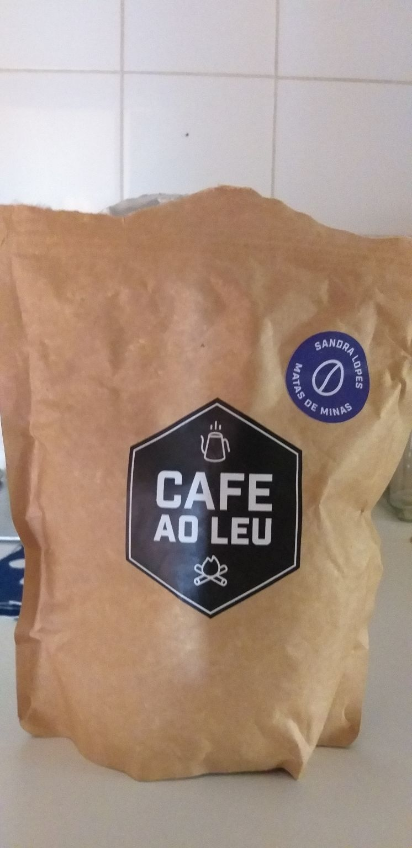 SANDRA LOPES
MATAS DE MINAS
CAFE
AO LEU